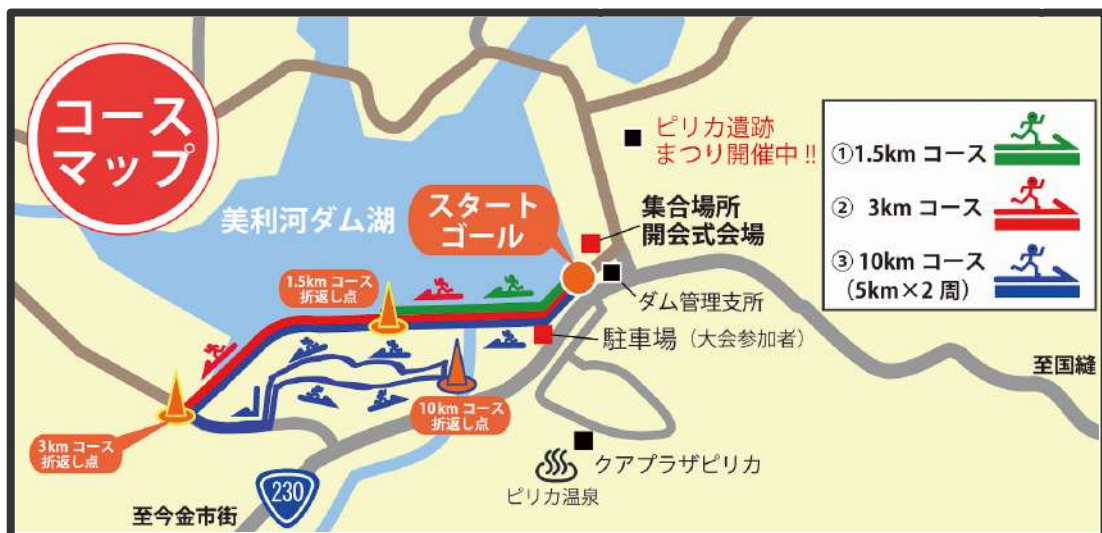 コース
マップ
ピリカ遺跡
まつり開催中!!
美利河ダム湖
スタート
ゴール
集合場所
開会式会場
①1.5km コース
② 3km コース
③ 10km コース
(5km×2 周)
1.5km コース
折返し点
ダム管理支所
駐車場(大会参加者)
至国縫
10km コース
折返し点
3km コース
折返し点
クアプラザピリカ
ピリカ温泉
230
至今金市街